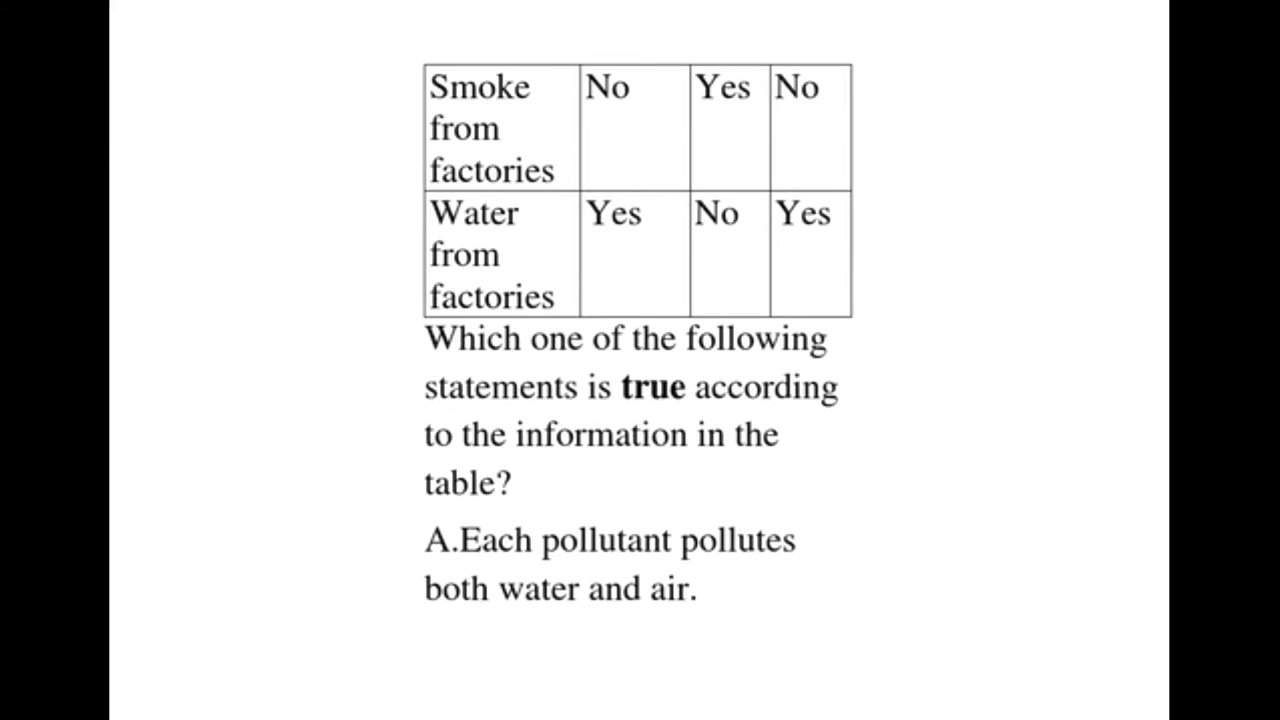 Smoke No Yes No
from
factories
Water Yes No Yes
from
factories
Which one of the following
statements is true according
to the information in the
table?
A.Each pollutant pollutes
both water and air.